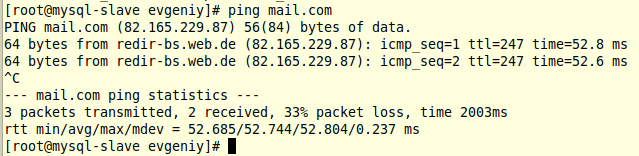 [root@mysql-slave evgeniy]# ping mail.com
PING mail.com (82.165.229.87) 56(84) bytes of data.
64 bytes from redir-bs.web.de (82.165.229.87): icmp_seq=1 ttl=247 time=52.8 ms
64 bytes from redir-bs.web.de (82.165.229.87): icmp_seq=2 ttl=247 time=52.6 ms
^C
--- mail.com ping statistics ---
3 packets transmitted, 2 received, 33% packet loss, time 2003ms
rtt min/avg/max/mdev = 52.685/52.744/52.804/0.237 ms
[root@mysql-slave evgeniy]#